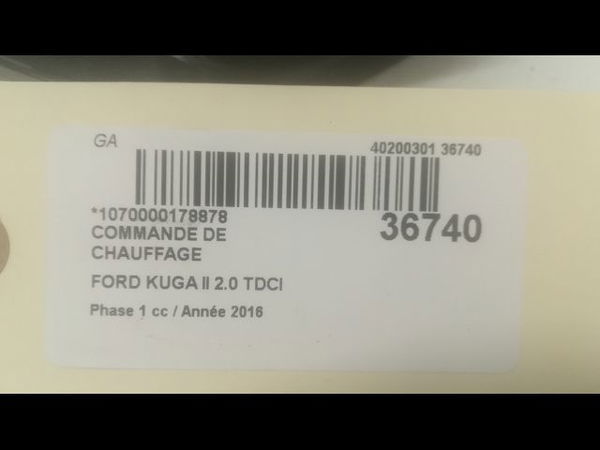 GA
40200301 36740
*1070000178878
36740
COMMANDE DE
CHAUFFAGE
FORD KUGA II 2.0 TDCI
Phase 1 cc / Année 2016